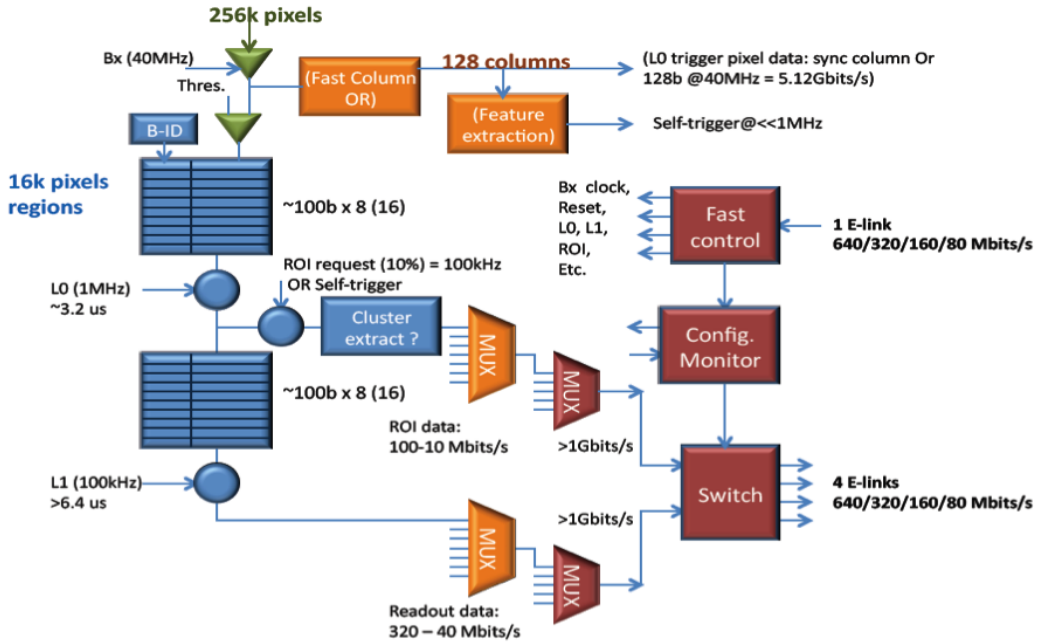 256k pixels
Bx (40MHz)
Thres.
(Fast Column
OR)
128 columns
(L0 trigger pixel data: sync column Or
128b @40MHz = 5.12Gbits/s)
(Feature
extraction)
Self-trigger@<<1MHz
B-ID
16k pixels
regions
~100b x 8 (16)
Bx clock,
Reset,
L0, L1,
ROI,
Etc.
Fast
control
1 E-link
640/320/160/80 Mbits/s
ROI request (10%) = 100kHz
OR Self-trigger
L0 (1MHz)
~3.2 us
Cluster
extract ?
MUX
MUX
Config.
Monitor
~100b x 8 (16)
ROI data:
100-10 Mbits/s
>1Gbits/s
L1 (100kHz)
>6.4 us
Switch
4 E-links
640/320/160/80 Mbits/s
>1Gbits/s
MUX
MUX
Readout data:
320 – 40 Mbits/s